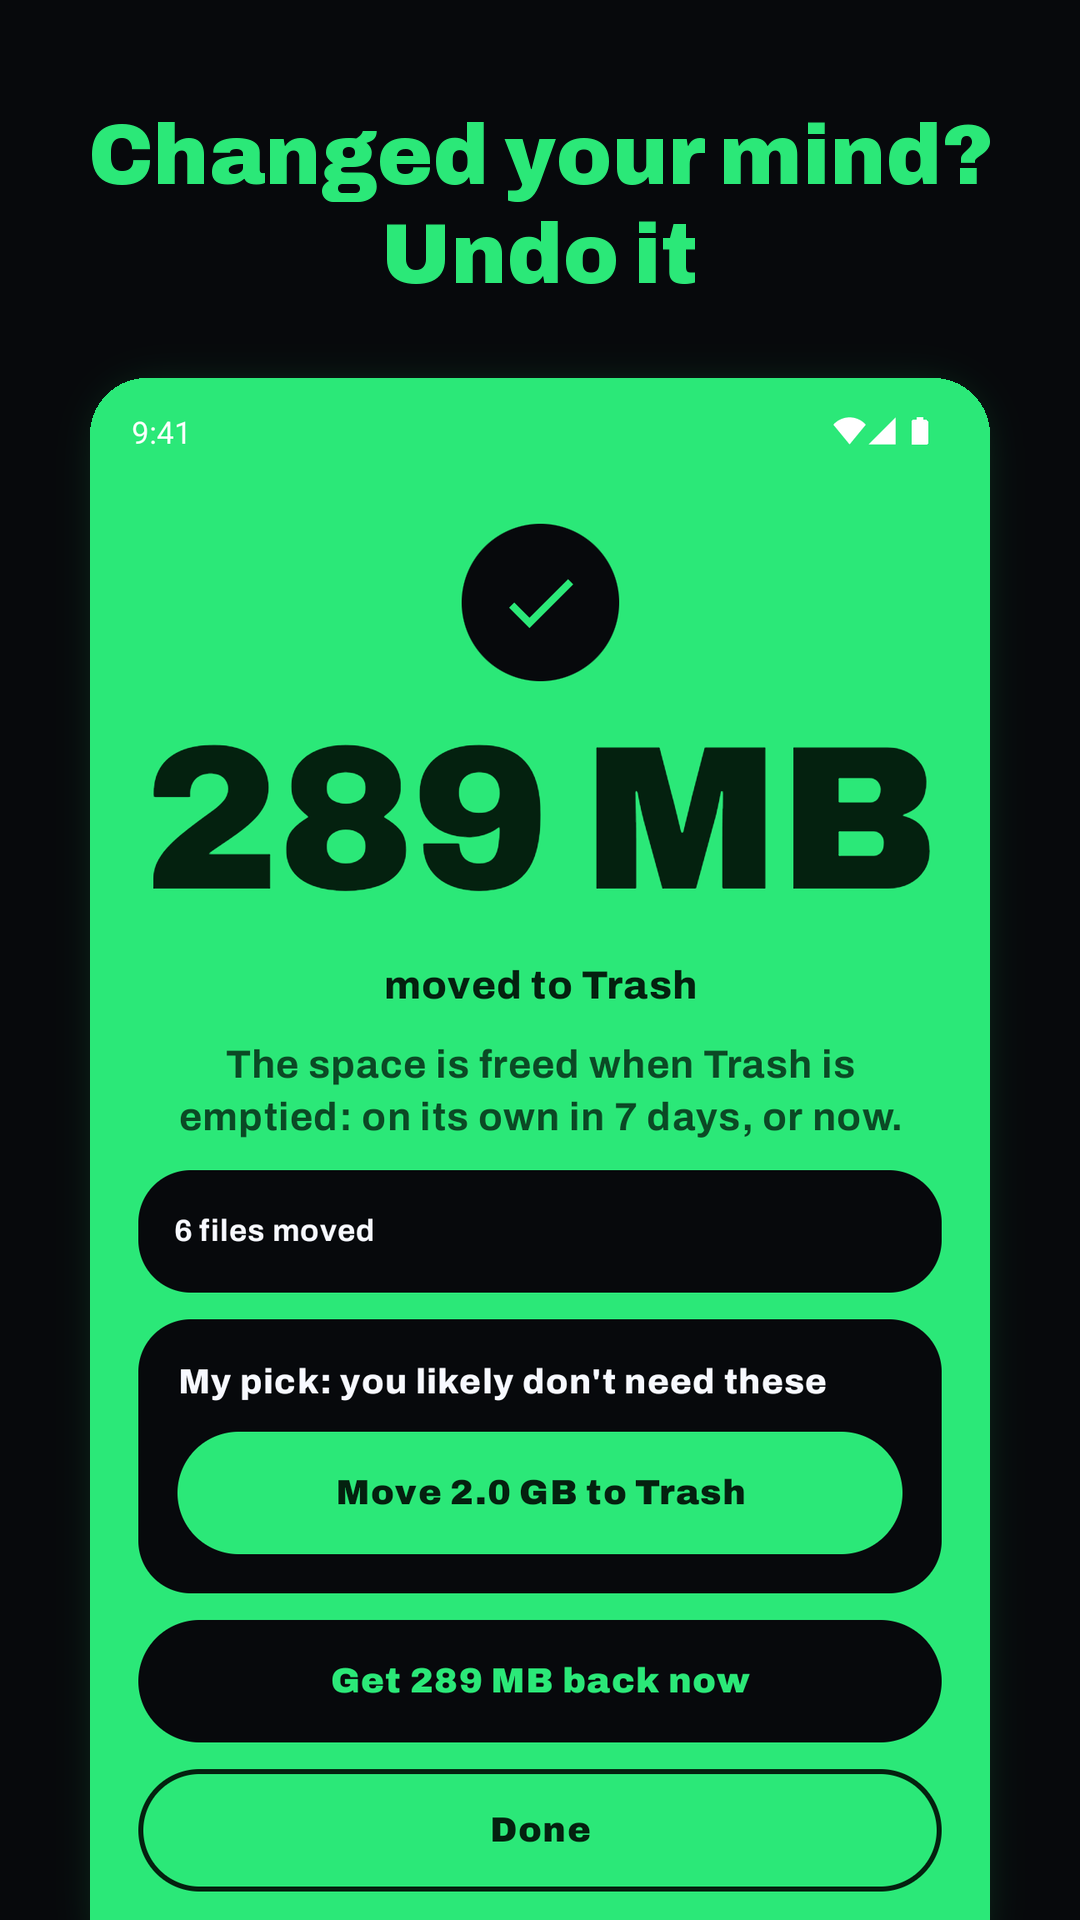 Changed your mind?
Undo it
9:41
289 MB
moved to Trash
The space is freed when Trash is
emptied: on its own in 7 days, or now.
6 files moved
My pick: you likely don't need these
Move 2.0 GB to Trash
Get 289 MB back now
Done